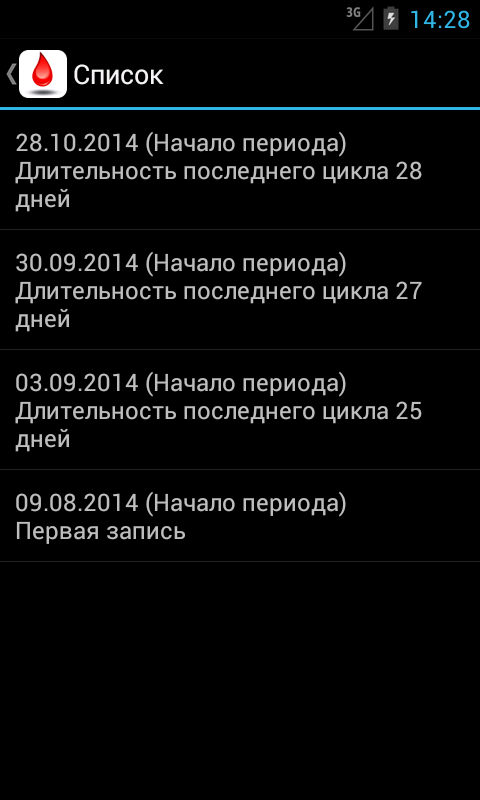 3G
14:28
Список
28.10.2014 (Начало периода)
Длительность последнего цикла 28
дней
30.09.2014 (Начало периода)
Длительность последнего цикла 27
дней
03.09.2014 (Начало периода)
Длительность последнего цикла 25
дней
09.08.2014 (Начало периода)
Первая запись